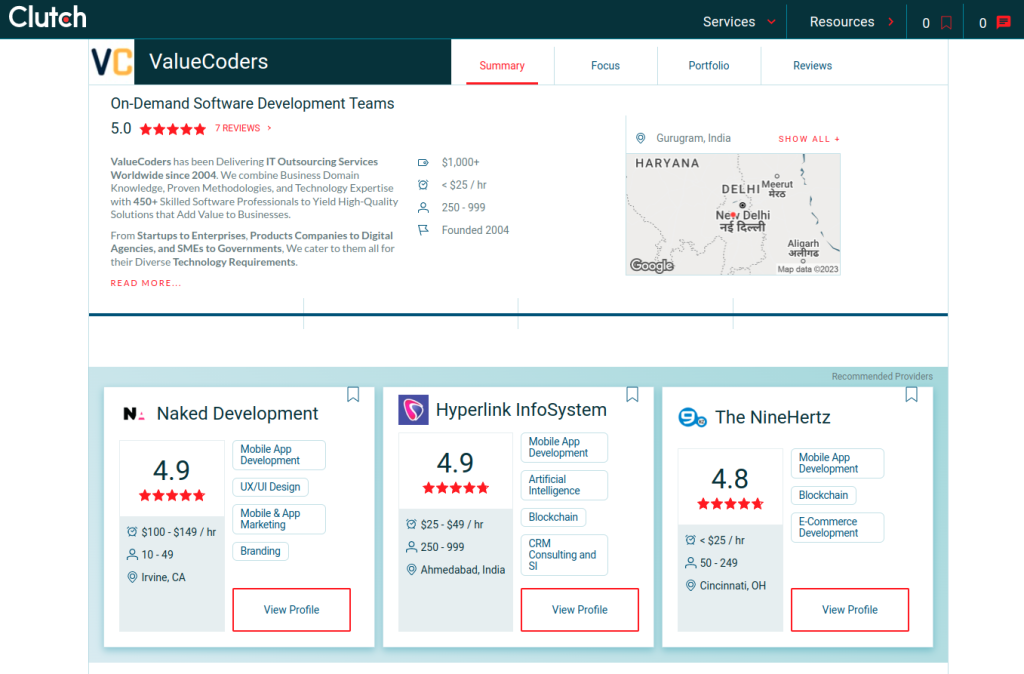 Clutch
Services
Resources
0
0
VC
ValueCoders
Summary
Focus
Portfolio
Reviews
On-Demand Software Development Teams
5.0
7 REVIEWS >
Gurugram, India
SHOW ALL +
ValueCoders has been Delivering IT Outsourcing Services
Worldwide since 2004. We combine Business Domain
Knowledge, Proven Methodologies, and Technology Expertise
with 450+ Skilled Software Professionals to Yield High-Quality
Solutions that Add Value to Businesses.
From Startups to Enterprises, Products Companies to Digital
Agencies, and SMEs to Governments, We cater to them all for
their Diverse Technology Requirements.
READ MORE...
$1,000+
< $25 / hr
250 - 999
Founded 2004
HARYANA
DELHI
Meerut
मेरठ
New Delhi
नई दिल्ली
Aligarh
अलीगढ
Google
Map data ©2023
Recommended Providers
N
Naked Development
4.9
$100 - $149 / hr
10 - 49
Irvine, CA
Mobile App
Development
UX/UI Design
Mobile & App
Marketing
Branding
View Profile
Hyperlink InfoSystem
4.9
$25 - $49 / hr
250 - 999
Ahmedabad, India
Mobile App
Development
Artificial
Intelligence
Blockchain
CRM
Consulting and
SI
View Profile
The NineHertz
4.8
< $25 / hr
50 - 249
Cincinnati, OH
Mobile App
Development
Blockchain
E-Commerce
Development
View Profile